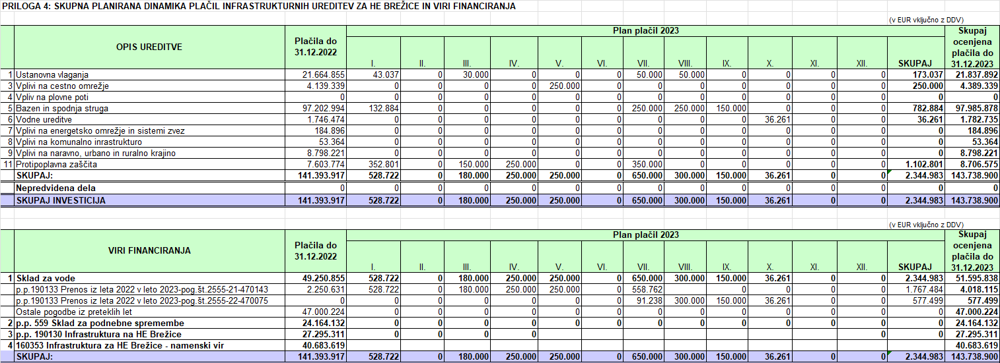 PRILOGA 4: SKUPNA PLANIRANA DINAMIKA PLAČIL INFRASTRUKTURNIH UREDITEV ZA HE BREŽICE IN VIRI FINANCIRANJA
(v EUR vključno z DDV)
OPIS UREDITVE Plačila do 31.12.2022 Plan plačil 2023 Skupaj ocenjena plačila do 31.12.2023
I. II. III. IV. V. VI. VII. VIII. IX. X. XI. XII. SKUPAJ
1 Ustanovna vlaganja 21.664.855 43.037 0 30.000 0 0 0 50.000 50.000 0 0 0 0 173.037 21.837.892
3 Vplivi na cestno omrežje 4.139.339 0 0 0 0 250.000 0 0 0 0 0 0 0 250.000 4.389.339
4 Vpliv na plovne poti 0 0 0 0 0 0 0 0 0 0 0 0 0 0 0
5 Bazen in spodnja struga 97.202.994 132.884 0 0 0 0 0 250.000 250.000 150.000 0 0 0 782.884 97.985.878
6 Vodne ureditve 1.746.474 0 0 0 0 0 0 0 0 0 36.261 0 0 36.261 1.782.735
7 Vplivi na energetsko omrežje in sistemi zvez 184.896 0 0 0 0 0 0 0 0 0 0 0 0 0 184.896
8 Vplivi na komunalno inrastrukturo 53.364 0 0 0 0 0 0 0 0 0 0 0 0 0 53.364
9 Vplivi na naravno, urbano in ruralno krajino 8.798.221 0 0 0 0 0 0 0 0 0 0 0 0 0 8.798.221
11 Protipoplavna zaščita 7.603.774 352.801 0 150.000 250.000 0 0 350.000 0 0 0 0 0 1.102.801 8.706.575
SKUPAJ: 141.393.917 528.722 0 180.000 250.000 250.000 0 650.000 300.000 150.000 36.261 0 0 2.344.983 143.738.900
Nepredvidena dela 0 0 0 0 0 0 0 0 0 0 0 0 0 0 0
SKUPAJ INVESTICIJA 141.393.917 528.722 0 180.000 250.000 250.000 0 650.000 300.000 150.000 36.261 0 0 2.344.983 143.738.900
(v EUR vključno z DDV)
VIRI FINANCIRANJA Plačila do 31.12.2022 Plan plačil 2023 Skupaj ocenjena plačila do 31.12.2023
I. II. III. IV. V. VI. VII. VIII. IX. X. XI. XII. SKUPAJ
1 Sklad za vode 49.250.855 528.722 0 180.000 250.000 250.000 0 650.000 300.000 150.000 36.261 0 0 2.344.983 51.595.838
p.p.190133 Prenos iz leta 2022 v leto 2023-pog.št.2555-21-470143 2.250.631 528.722 0 180.000 250.000 250.000 0 558.762 0 0 0 0 1.767.484 4.018.115
p.p.190133 Prenos iz leta 2022 v leto 2023-pog.št.2555-22-470075 0 0 0 0 0 0 0 91.238 300.000 150.000 36.261 0 0 577.499 577.499
Ostale pogodbe iz preteklih let 47.000.224 0 0 0 0 0 0 0 0 0 0 0 0 0 47.000.224
2 p.p. 559 Sklad za podnebne spremembe 24.164.132 0 0 0 0 0 0 0 0 0 0 0 0 0 24.164.132
3 p.p. 190130 Infrastruktura na HE Brežice 27.295.311 0 0 0 0 0 0 27.295.311
4 160353 Infrastruktura za HE Brežice - namenski vir 40.683.619 40.683.619
SKUPAJ: 141.393.917 528.722 0 180.000 250.000 250.000 0 650.000 300.000 150.000 36.261 0 0 2.344.983 143.738.900